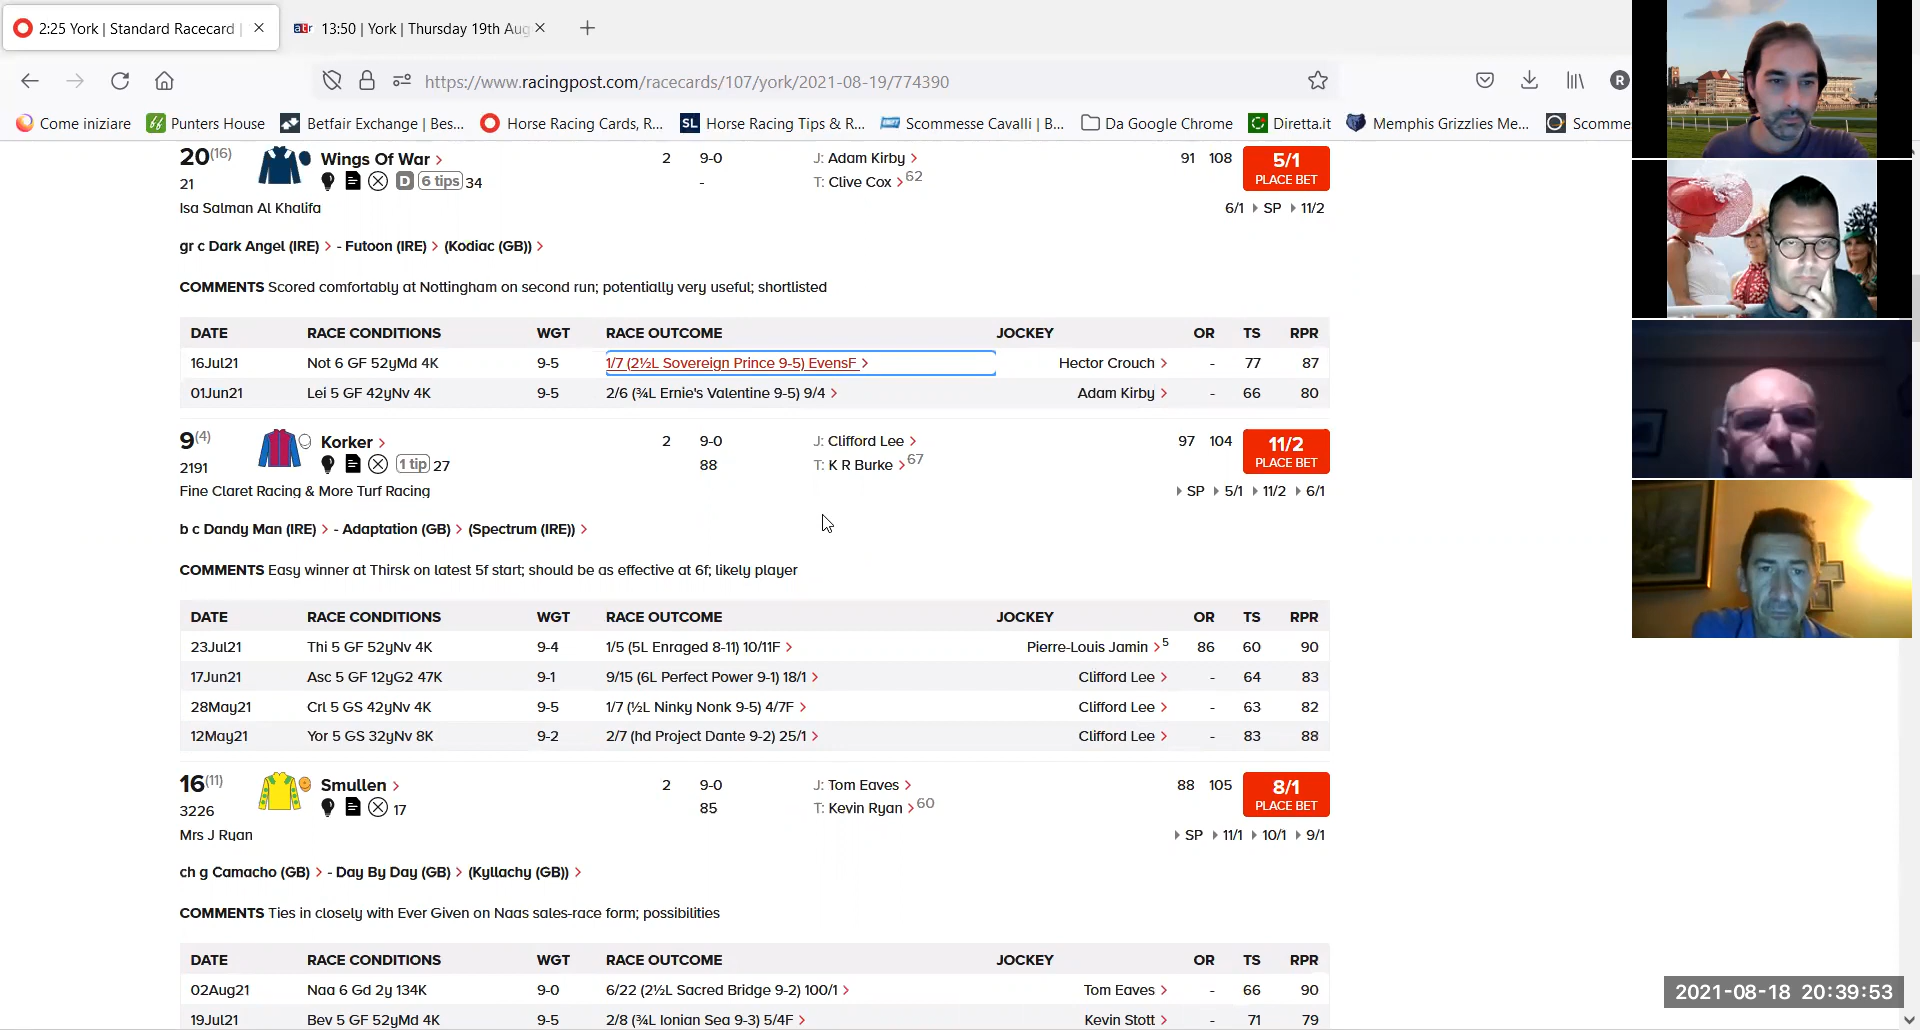 2:25 York | Standard Racecard |
atr 13:50 | York | Thursday 19th Aug
https://www.racingpost.com/racecards/107/york/2021-08-19/774390
R
Come iniziare Punters House Betfair Exchange | Bes... Horse Racing Cards, R... SL Horse Racing Tips & R... Scommesse Cavalli | B... Da Google Chrome Diretta.it Memphis Grizzlies Me... Scomme
20(16) Wings Of War 2 9-0 J: Adam Kirby 91 108 5/1
21 D 6 tips 34 - T: Clive Cox 62 PLACE BET
Isa Salman Al Khalifa 6/1 SP 11/2
gr c Dark Angel (IRE) - Futoon (IRE) (Kodiac (GB))
COMMENTS Scored comfortably at Nottingham on second run; potentially very useful; shortlisted
DATE RACE CONDITIONS WGT RACE OUTCOME JOCKEY OR TS RPR
16Jul21 Not 6 GF 52yMd 4K 9-5 1/7 (2½L Sovereign Prince 9-5) EvensF Hector Crouch - 77 87
01Jun21 Lei 5 GF 42yNv 4K 9-5 2/6 (¾L Ernie's Valentine 9-5) 9/4 Adam Kirby - 66 80
9(4) Korker 2 9-0 J: Clifford Lee 97 104 11/2
2191 1 tip 27 88 T: K R Burke 67 PLACE BET
Fine Claret Racing & More Turf Racing SP 5/1 11/2 6/1
b c Dandy Man (IRE) - Adaptation (GB) (Spectrum (IRE))
COMMENTS Easy winner at Thirsk on latest 5f start; should be as effective at 6f; likely player
DATE RACE CONDITIONS WGT RACE OUTCOME JOCKEY OR TS RPR
23Jul21 Thi 5 GF 52yNv 4K 9-4 1/5 (5L Enraged 8-11) 10/11F Pierre-Louis Jamin 5 86 60 90
17Jun21 Asc 5 GF 12yG2 47K 9-1 9/15 (6L Perfect Power 9-1) 18/1 Clifford Lee - 64 83
28May21 Crl 5 GS 42yNv 4K 9-5 1/7 (½L Ninky Nonk 9-5) 4/7F Clifford Lee - 63 82
12May21 Yor 5 GS 32yNv 8K 9-2 2/7 (hd Project Dante 9-2) 25/1 Clifford Lee - 83 88
16(11) Smullen 2 9-0 J: Tom Eaves 88 105 8/1
3226 17 85 T: Kevin Ryan 60 PLACE BET
Mrs J Ryan SP 11/1 10/1 9/1
ch g Camacho (GB) - Day By Day (GB) (Kyllachy (GB))
COMMENTS Ties in closely with Ever Given on Naas sales-race form; possibilities
DATE RACE CONDITIONS WGT RACE OUTCOME JOCKEY OR TS RPR
02Aug21 Naa 6 Gd 2y 134K 9-0 6/22 (2½L Sacred Bridge 9-2) 100/1 Tom Eaves - 66 90
19Jul21 Bev 5 GF 52yMd 4K 9-5 2/8 (¾L Ionian Sea 9-3) 5/4F Kevin Stott - 71 79
2021-08-18 20:39:53